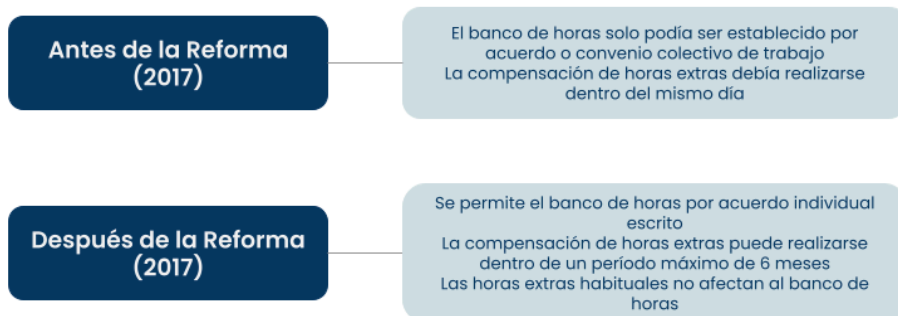 Antes de la Reforma
(2017)
El banco de horas solo podía ser establecido por
acuerdo o convenio colectivo de trabajo
La compensación de horas extras debía realizarse
dentro del mismo día
Después de la Reforma
(2017)
Se permite el banco de horas por acuerdo individual
escrito
La compensación de horas extras puede realizarse
dentro de un período máximo de 6 meses
Las horas extras habituales no afectan al banco de
horas